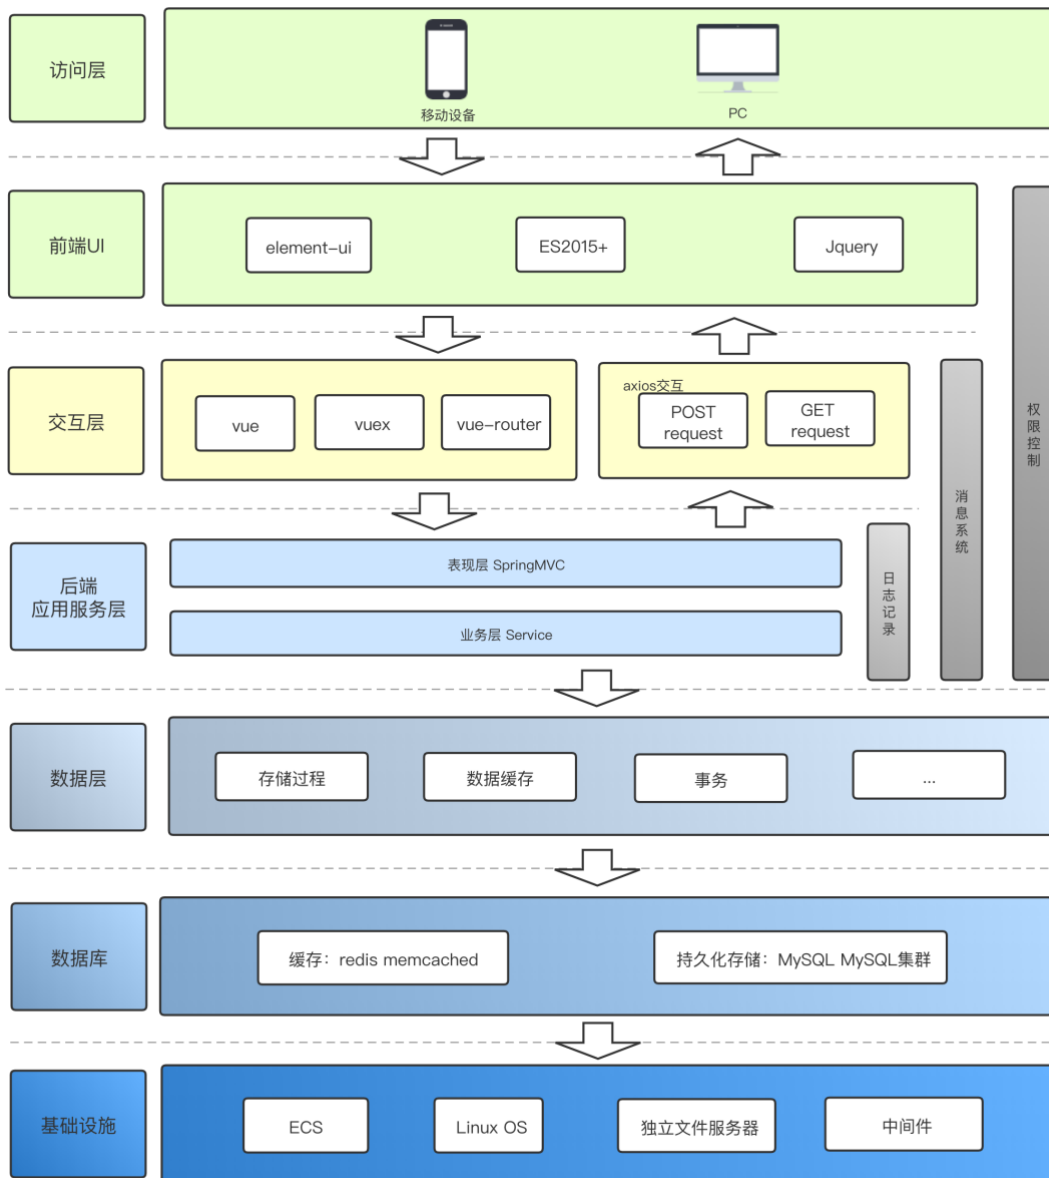 访问层
移动设备
PC
前端UI
element-ui
ES2015+
Jquery
交互层
vue
vuex
vue-router
axios交互
POST
request
GET
request
后端
应用服务层
表现层 SpringMVC
业务层 Service
日志记录
消息系统
权限控制
数据层
存储过程
数据缓存
事务
...
数据库
缓存：redis memcached
持久化存储：MySQL MySQL集群
基础设施
ECS
Linux OS
独立文件服务器
中间件